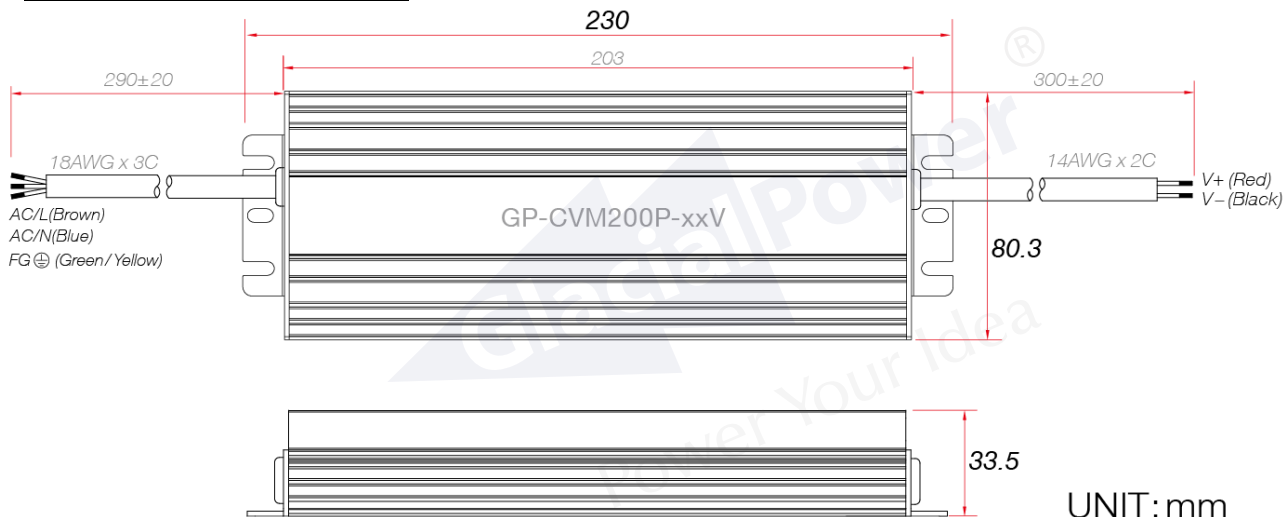 230
203
290±20
300±20
®
18AWG x 3C
14AWG x 2C
AC/L(Brown)
AC/N(Blue)
FG ⏚ (Green/Yellow)
V+ (Red)
V-(Black)
GP-CVM200P-xxV
GlacialPower
Power Your Idea
80.3
33.5
UNIT:mm